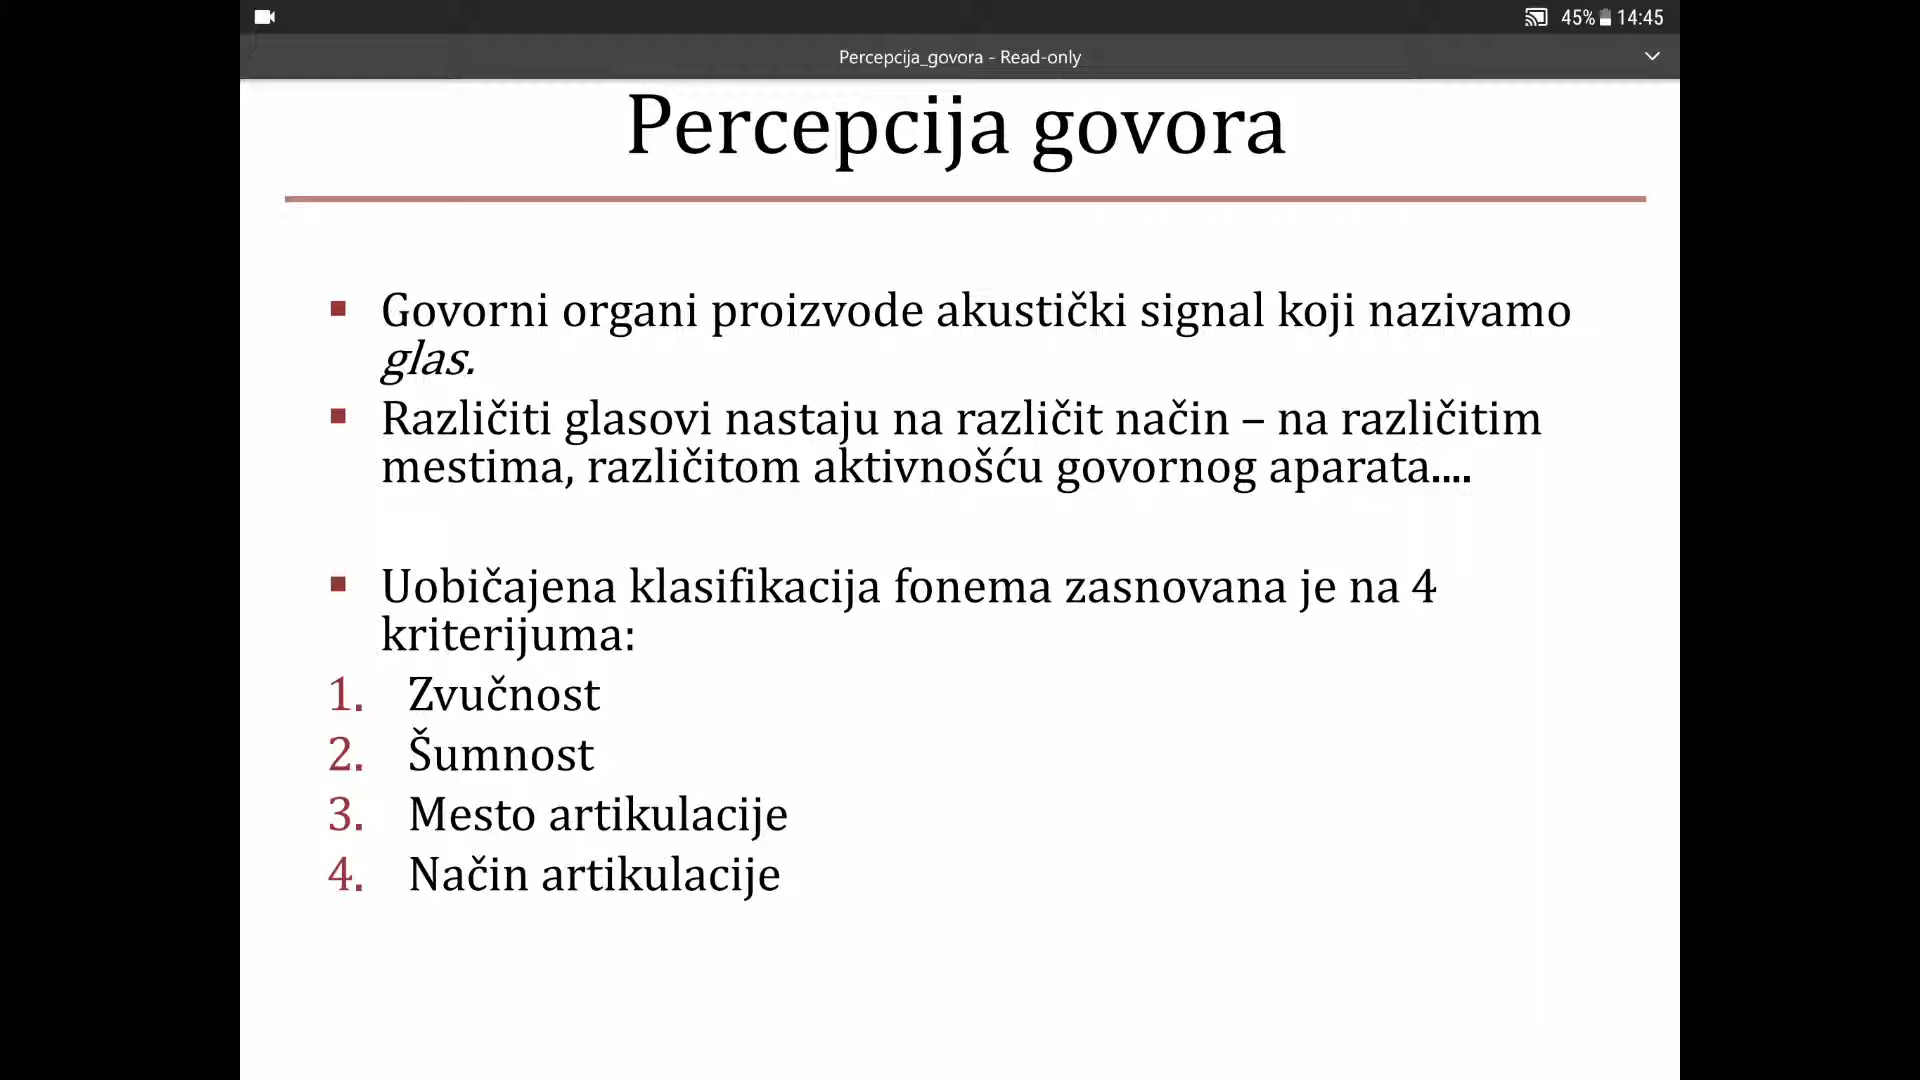 45% 14:45
Percepcija_govora - Read-only
Percepcija govora
▪ Govorni organi proizvode akustički signal koji nazivamo
glas.
▪ Različiti glasovi nastaju na različit način – na različitim
mestima, različitom aktivnošću govornog aparata....
▪ Uobičajena klasifikacija fonema zasnovana je na 4
kriterijuma:
1. Zvučnost
2. Šumnost
3. Mesto artikulacije
4. Način artikulacije